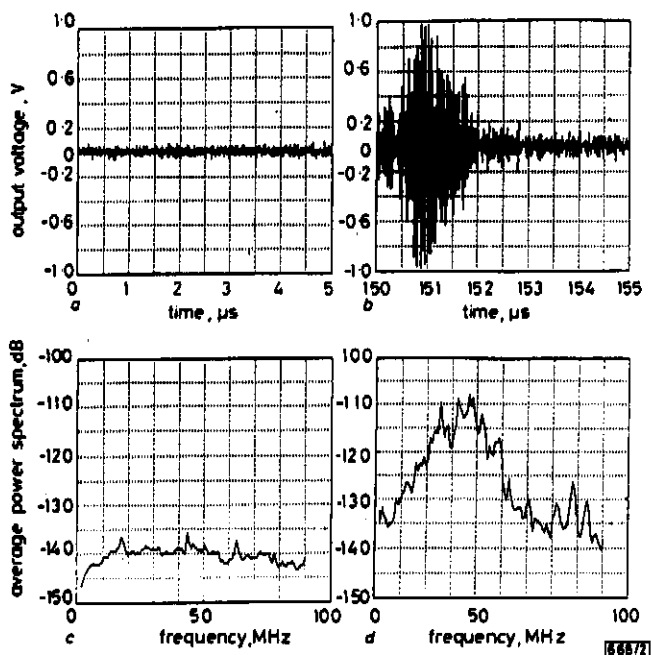 1·0 1·0
0·6 0·6
output voltage, V
0·2 0·2
0 0
-0·2 -0·2
-0·6 -0·6
-1·0 -1·0
0 1 2 3 4 5 150 151 152 153 154 155
a time, µs b time, µs
average power spectrum, dB
-100 100
-110 -110
-120 -120
-130 -130
-140 -140
-150 -150
0 50 100 0 50 100
c frequency, MHz d frequency, MHz
668/2